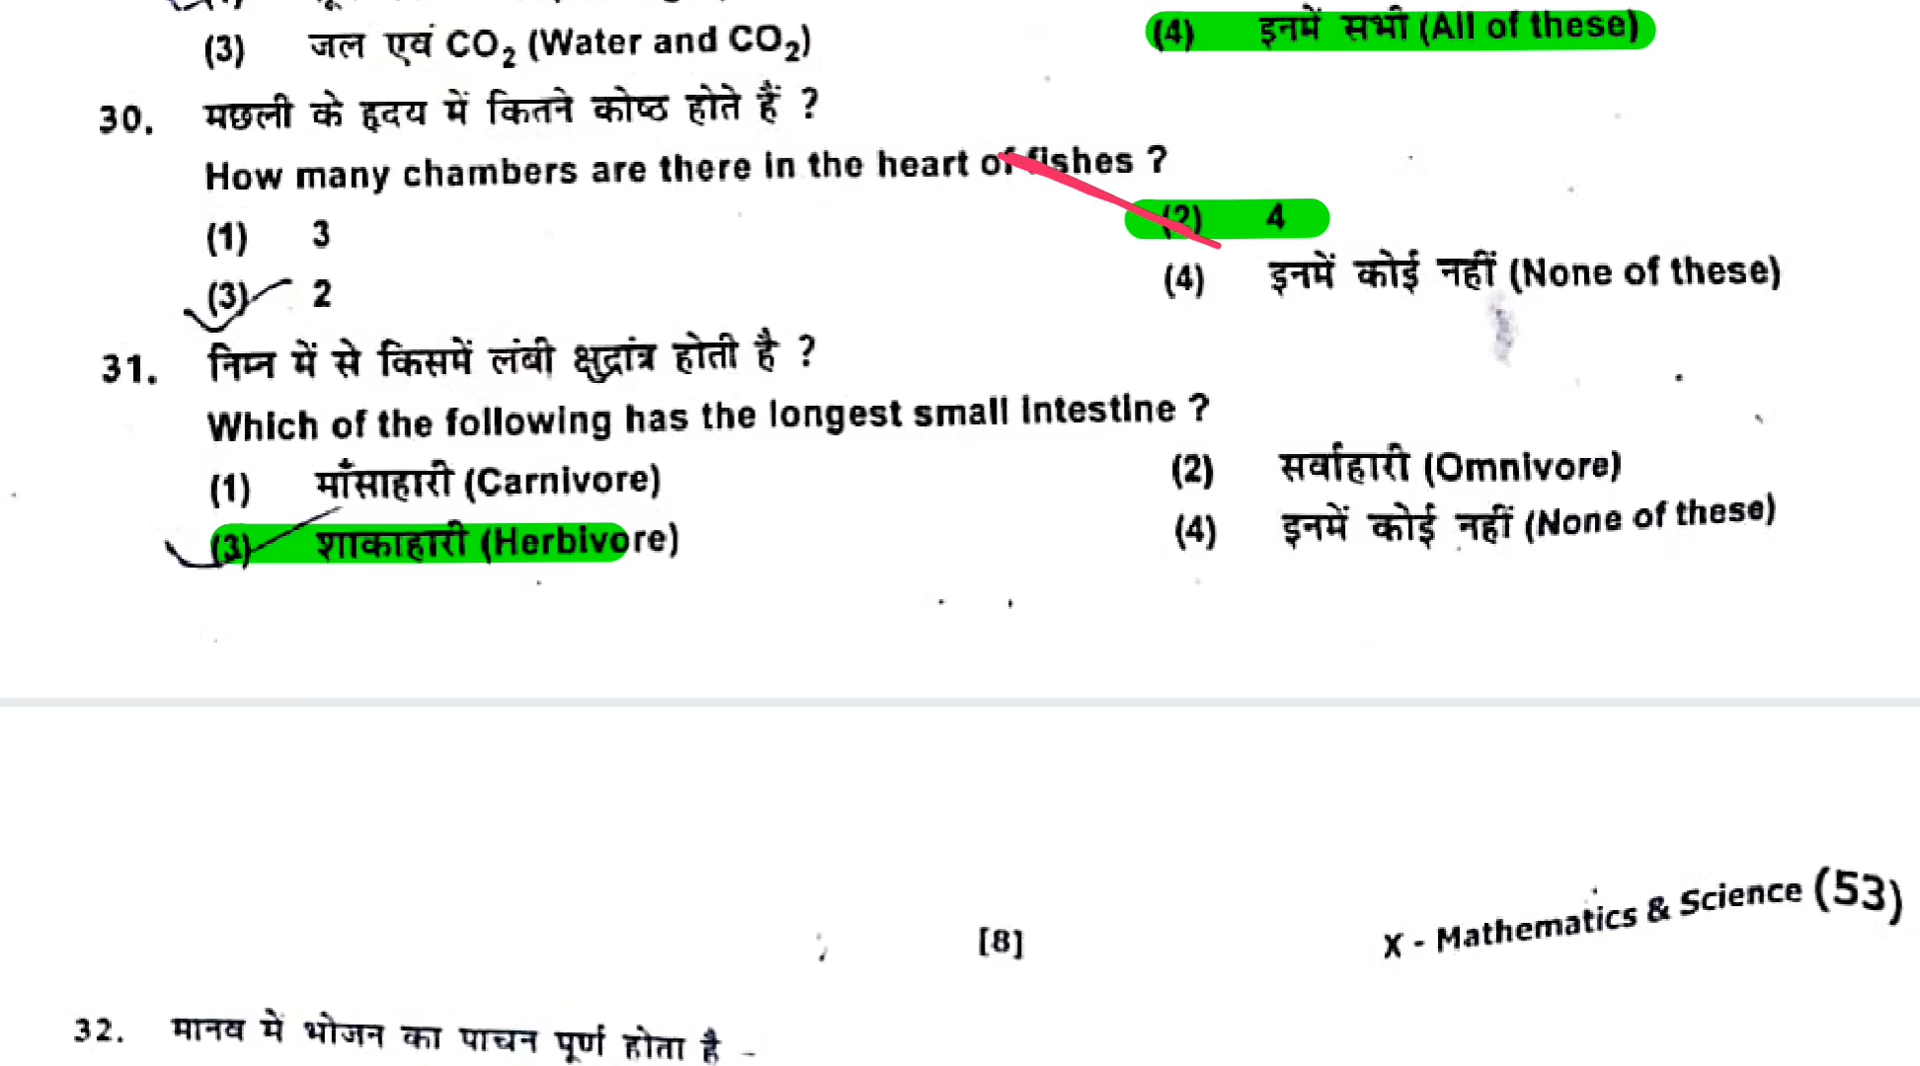 (3) जल एवं CO₂ (Water and CO₂)
(4) इनमें सभी (All of these)
30. मछली के हृदय में कितने कोष्ठ होते हैं ?
How many chambers are there in the heart of fishes ?
(1) 3
(2) 4
(3) 2
(4) इनमें कोई नहीं (None of these)
31. निम्न में से किसमें लंबी क्षुद्रांत्र होती है ?
Which of the following has the longest small intestine ?
(1) माँसाहारी (Carnivore)
(2) सर्वाहारी (Omnivore)
(3) शाकाहारी (Herbivore)
(4) इनमें कोई नहीं (None of these)
[8]
X - Mathematics & Science (53)
32. मानव में भोजन का पाचन पूर्ण होता है -